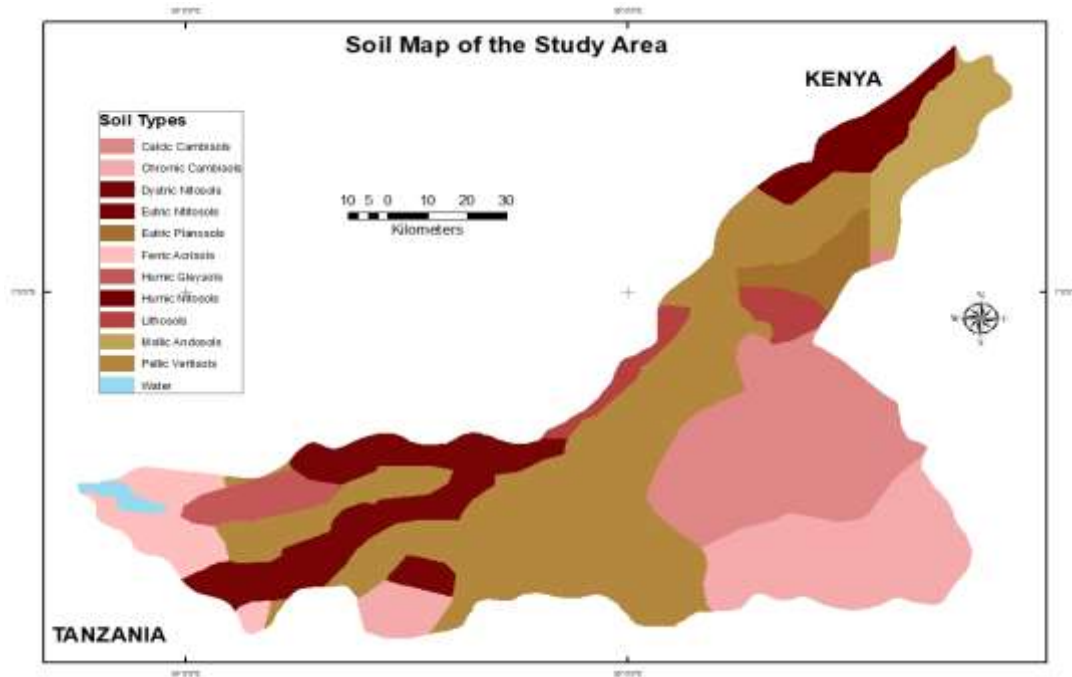 Soil Map of the Study Area
KENYA
Soil Types
Calcic Cambisols
Chromic Cambisols
Dystric Nitosols
Eutric Nitosols
Eutric Planosols
Ferric Acrisols
Humic Gleysols
Humic Nitosols
Lithosols
Mollic Andosols
Pellic Vertisols
Water
10 5 0 10 20 30
Kilometers
TANZANIA